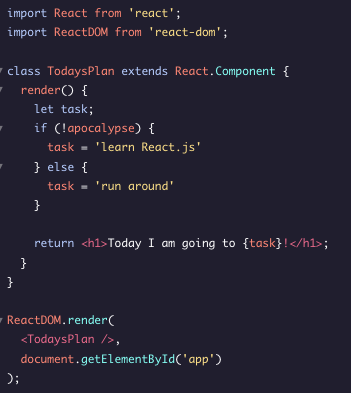 import React from 'react';
import ReactDOM from 'react-dom';

class TodaysPlan extends React.Component {
  render() {
    let task;
    if (!apocalypse) {
      task = 'learn React.js'
    } else {
      task = 'run around'
    }

    return <h1>Today I am going to {task}!</h1>;
  }
}

ReactDOM.render(
  <TodaysPlan />,
  document.getElementById('app')
);